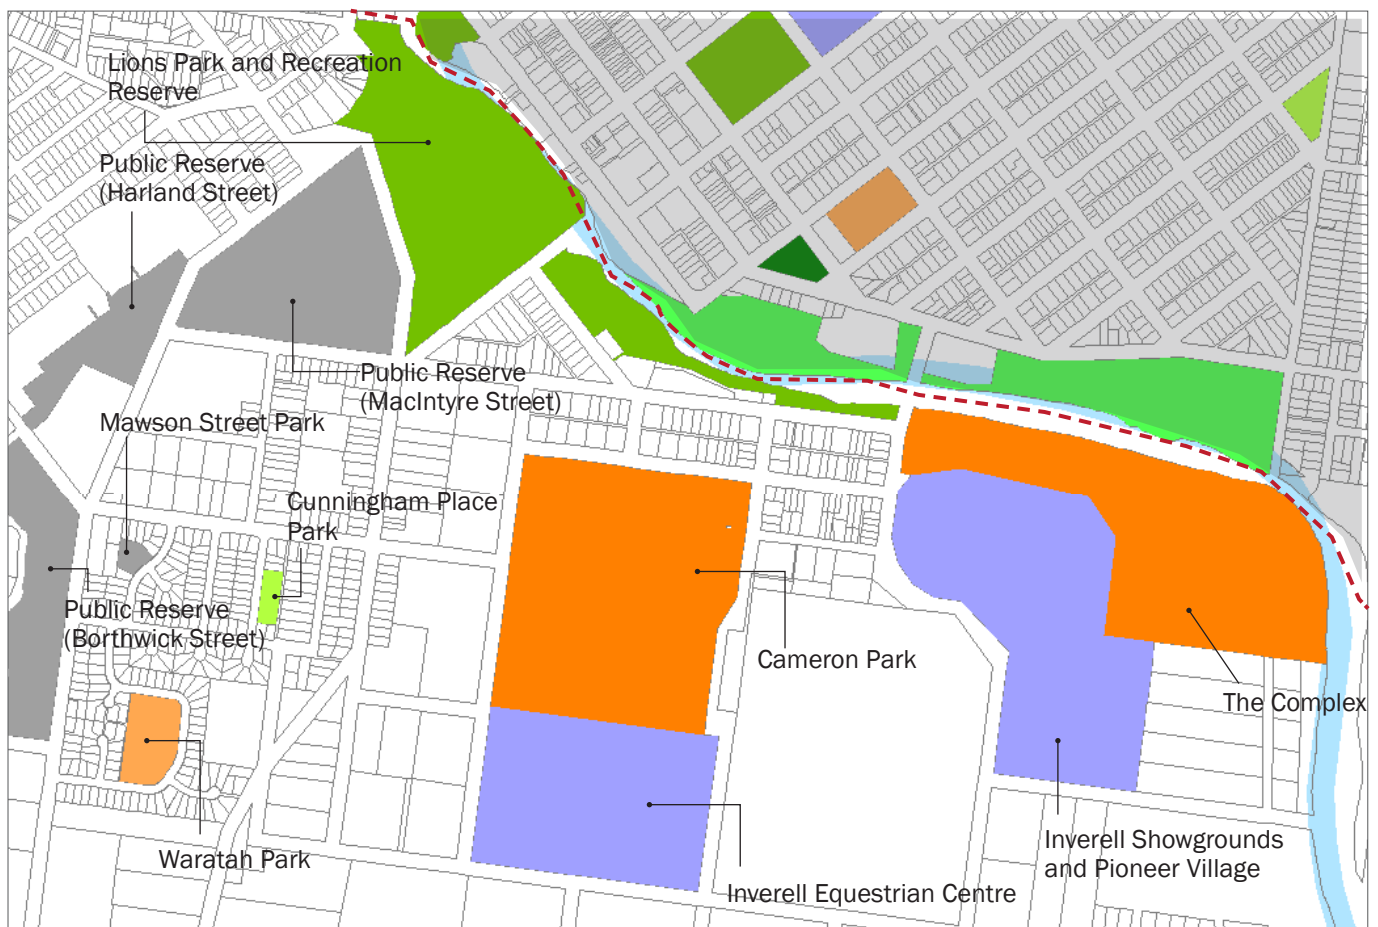 Lions Park and Recreation
Reserve
Public Reserve
(Harland Street)
Public Reserve
(MacIntyre Street)
Mawson Street Park
Cunningham Place
Park
Public Reserve
(Borthwick Street)
Cameron Park
The Complex
Waratah Park
Inverell Showgrounds
and Pioneer Village
Inverell Equestrian Centre